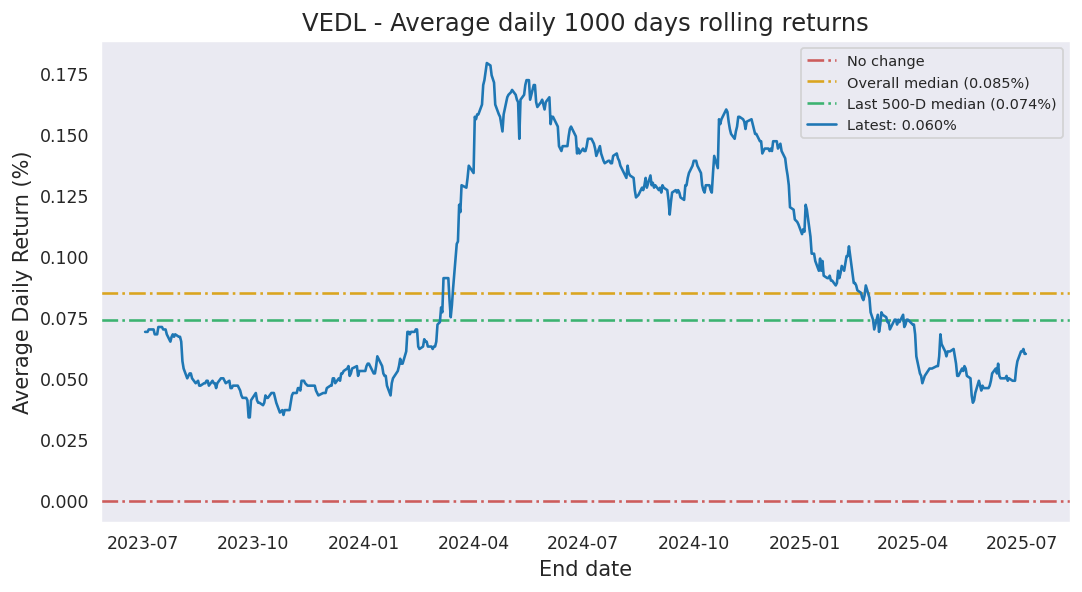 VEDL - Average daily 1000 days rolling returns
No change
Overall median (0.085%)
Last 500-D median (0.074%)
Latest: 0.060%
Average Daily Return (%)
0.175
0.150
0.125
0.100
0.075
0.050
0.025
0.000
2023-07 2023-10 2024-01 2024-04 2024-07 2024-10 2025-01 2025-04 2025-07
End date